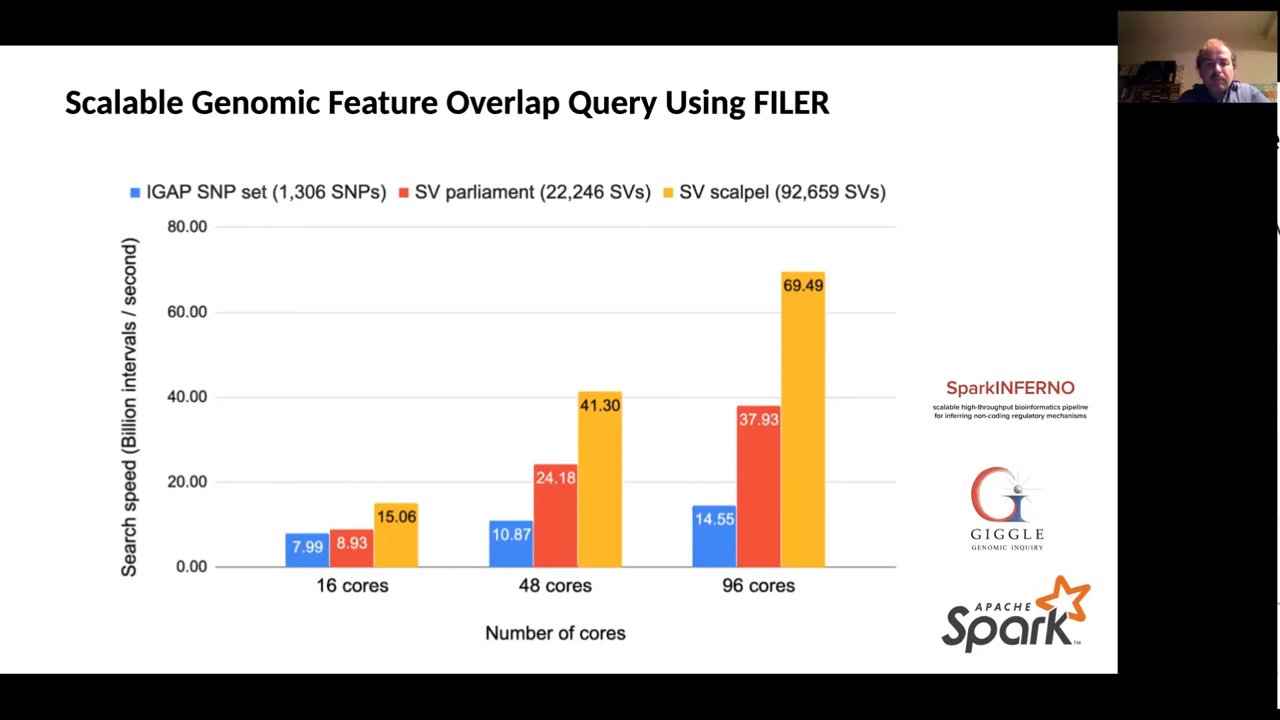 Scalable Genomic Feature Overlap Query Using FILER
IGAP SNP set (1,306 SNPs) SV parliament (22,246 SVs) SV scalpel (92,659 SVs)
Search speed (Billion intervals / second)
80.00
60.00
40.00
20.00
0.00
7.99 8.93 15.06
10.87 24.18 41.30
14.55 37.93 69.49
16 cores 48 cores 96 cores
Number of cores
SparkINFERNO
scalable high-throughput bioinformatics pipeline
for inferring non-coding regulatory mechanisms
GIGGLE
GENOMIC INQUIRY
APACHE
Spark™